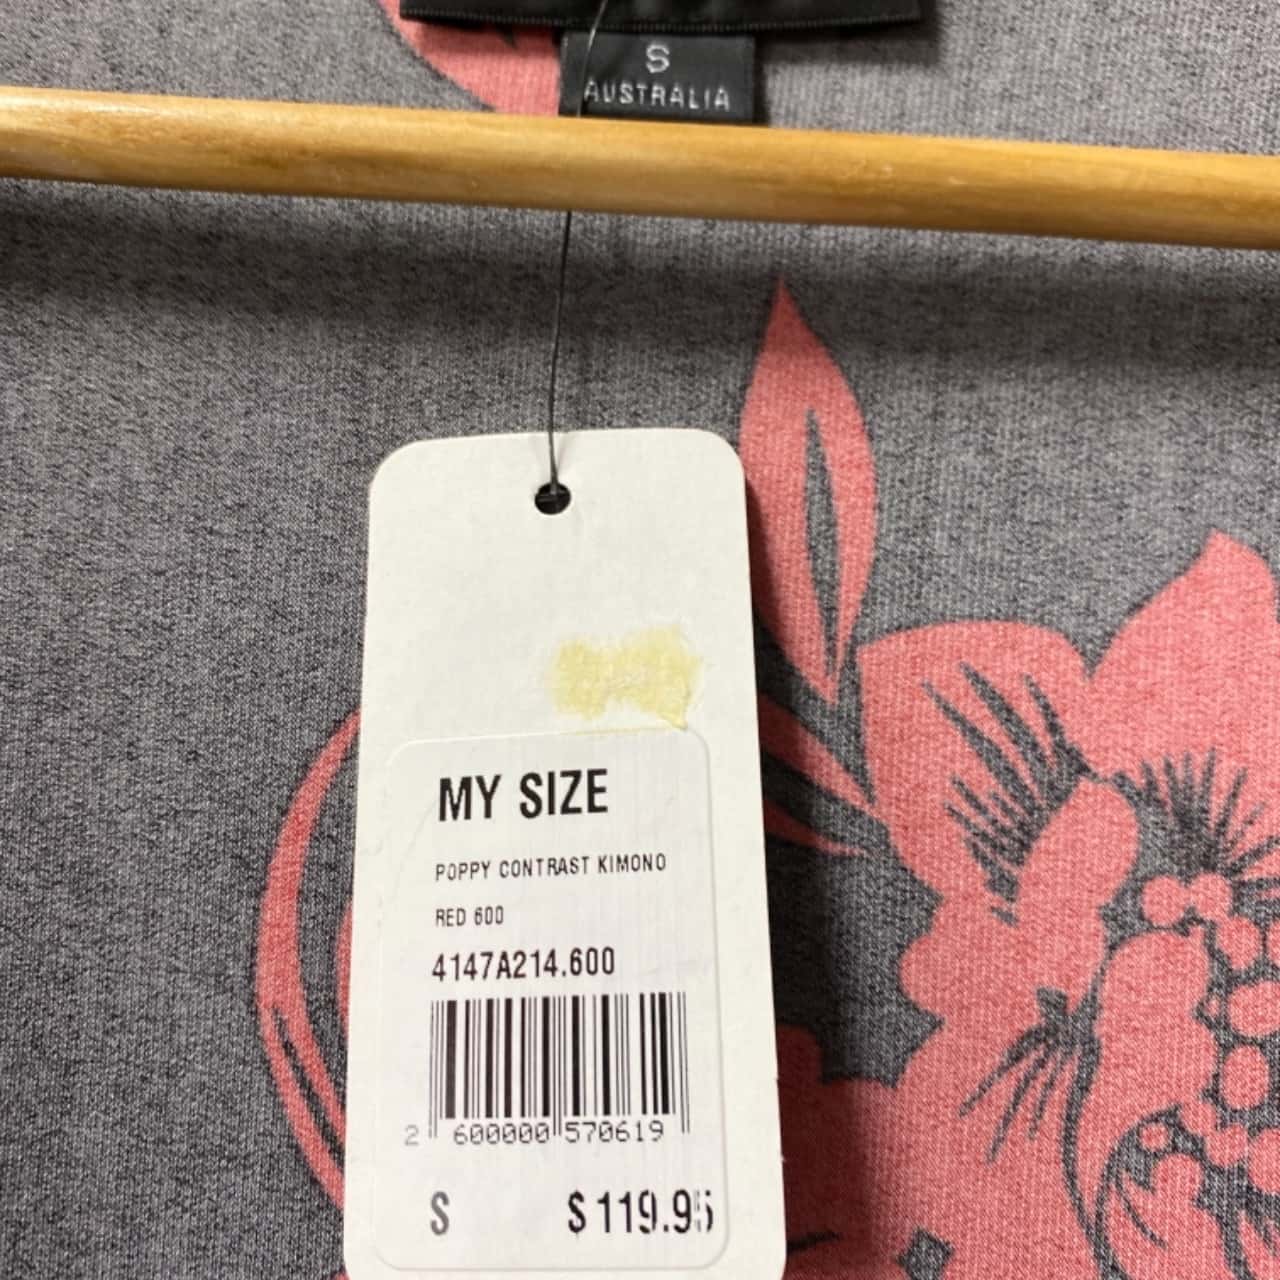 S
AUSTRALIA
MY SIZE
POPPY CONTRAST KIMONO
RED 600
4147A214.600
2 600000 570619
S $119.95